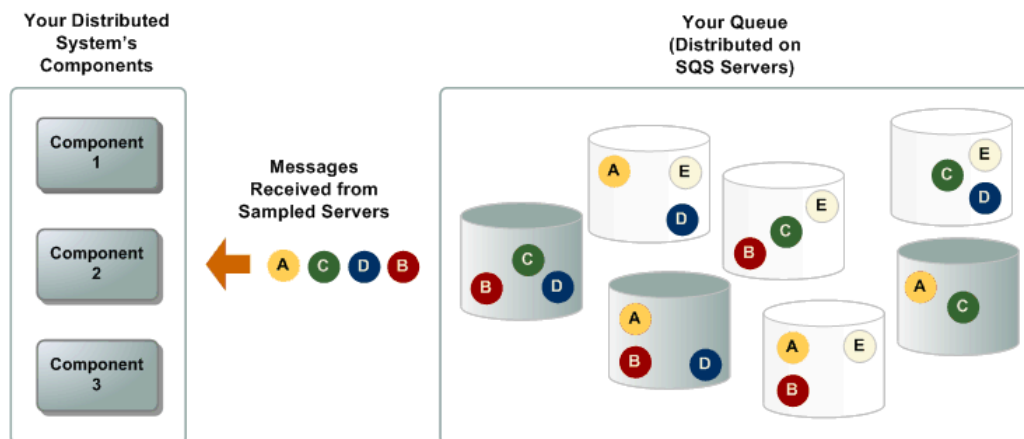 Your Distributed
System's
Components
Component
1
Component
2
Component
3
Messages
Received from
Sampled Servers
A C D B
Your Queue
(Distributed on
SQS Servers)
A E
D
E
C
B
E
C
D
C
B D
A
B D
A E
B
A
C